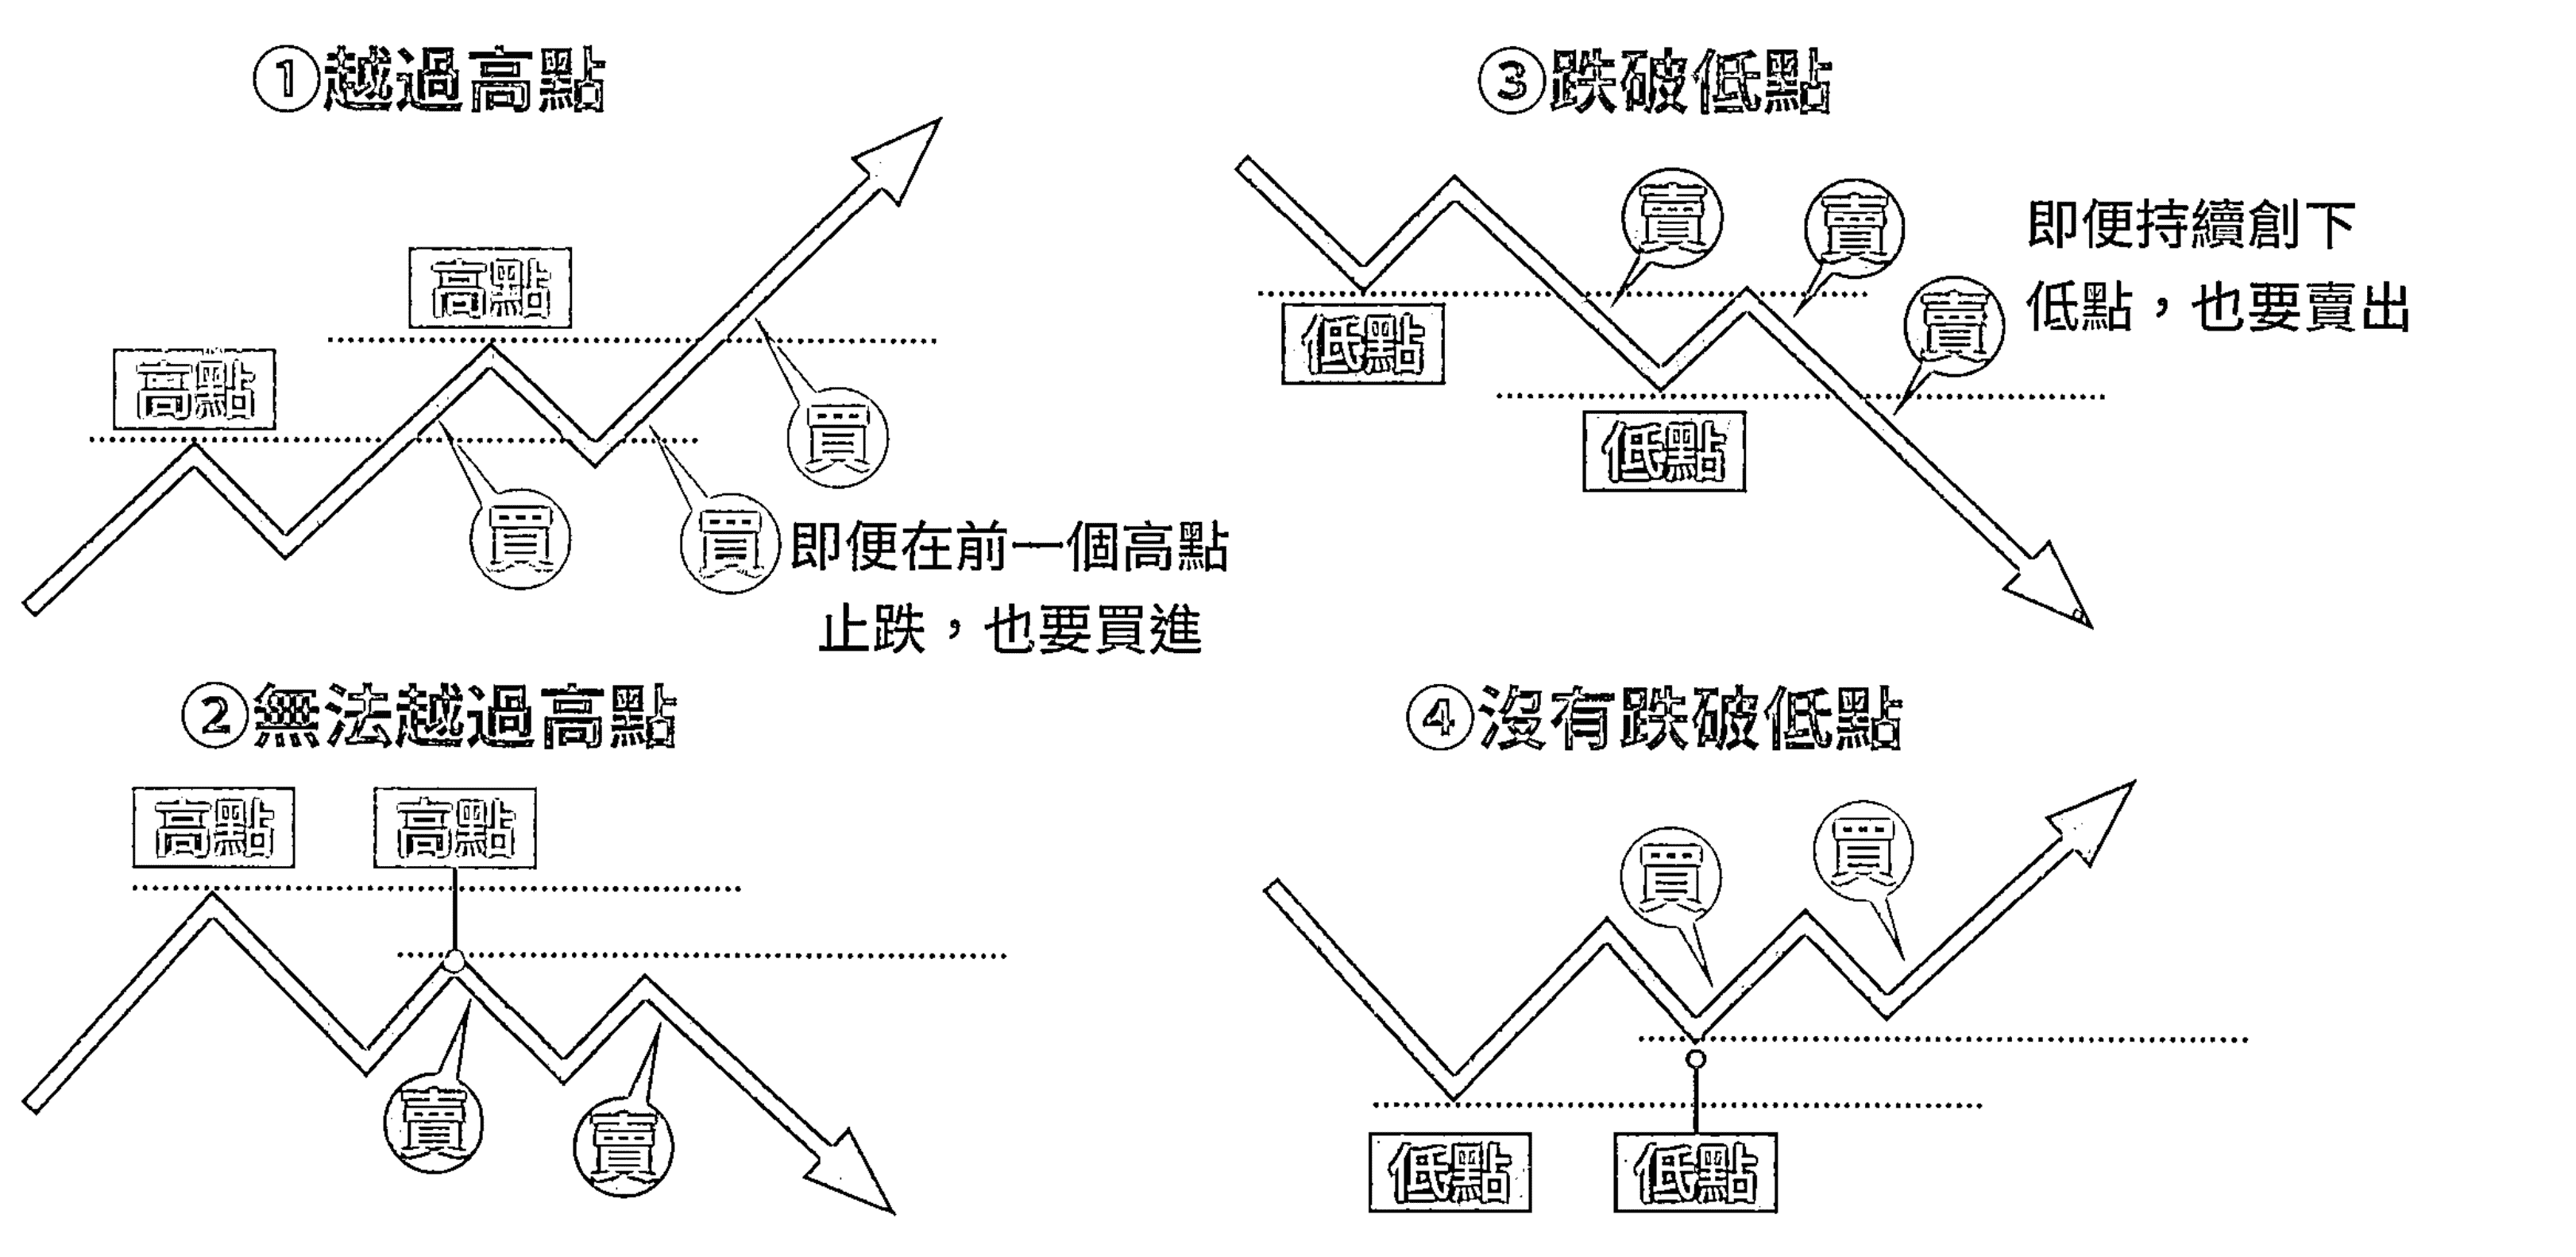 ①越過高點
高點
高點
買
買
買
即便在前一個高點
止跌，也要買進
②無法越過高點
高點
高點
賣
賣
③跌破低點
賣
賣
賣
即便持續創下
低點，也要賣出
低點
低點
④沒有跌破低點
買
買
低點
低點